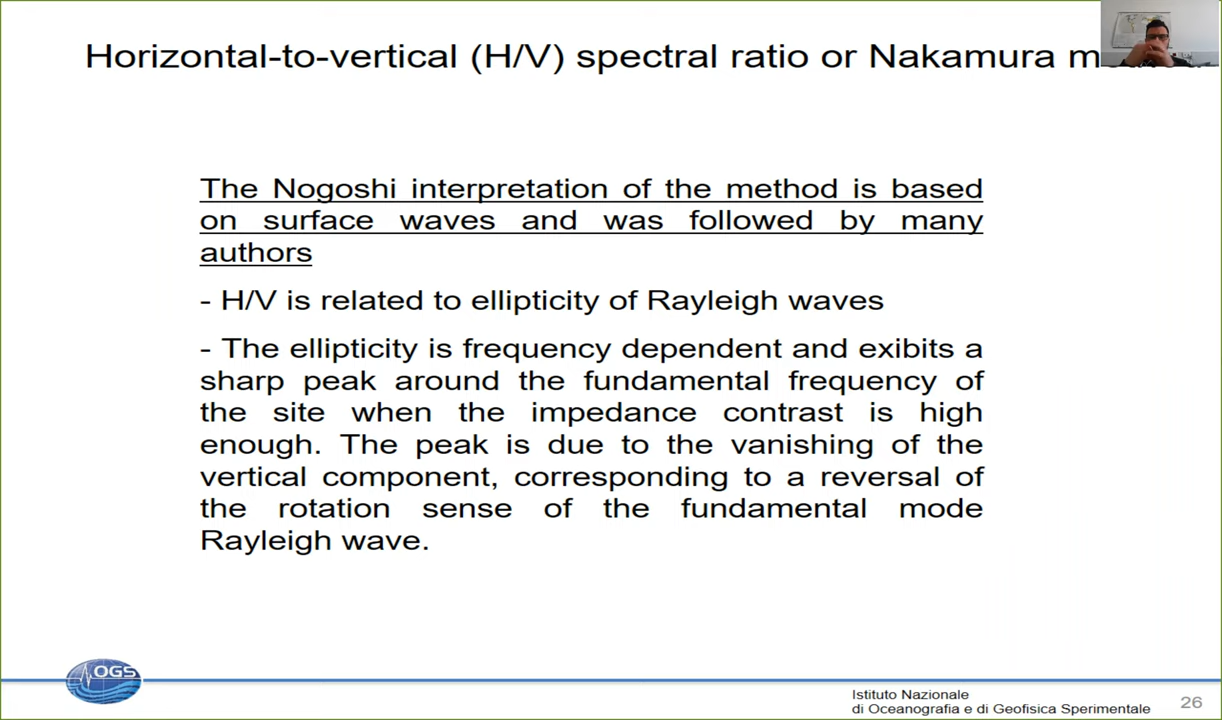 Horizontal-to-vertical (H/V) spectral ratio or Nakamura
The Nogoshi interpretation of the method is based
on surface waves and was followed by many
authors
- H/V is related to ellipticity of Rayleigh waves
- The ellipticity is frequency dependent and exibits a
sharp peak around the fundamental frequency of
the site when the impedance contrast is high
enough. The peak is due to the vanishing of the
vertical component, corresponding to a reversal of
the rotation sense of the fundamental mode
Rayleigh wave.
OGS
Istituto Nazionale
di Oceanografia e di Geofisica Sperimentale
26